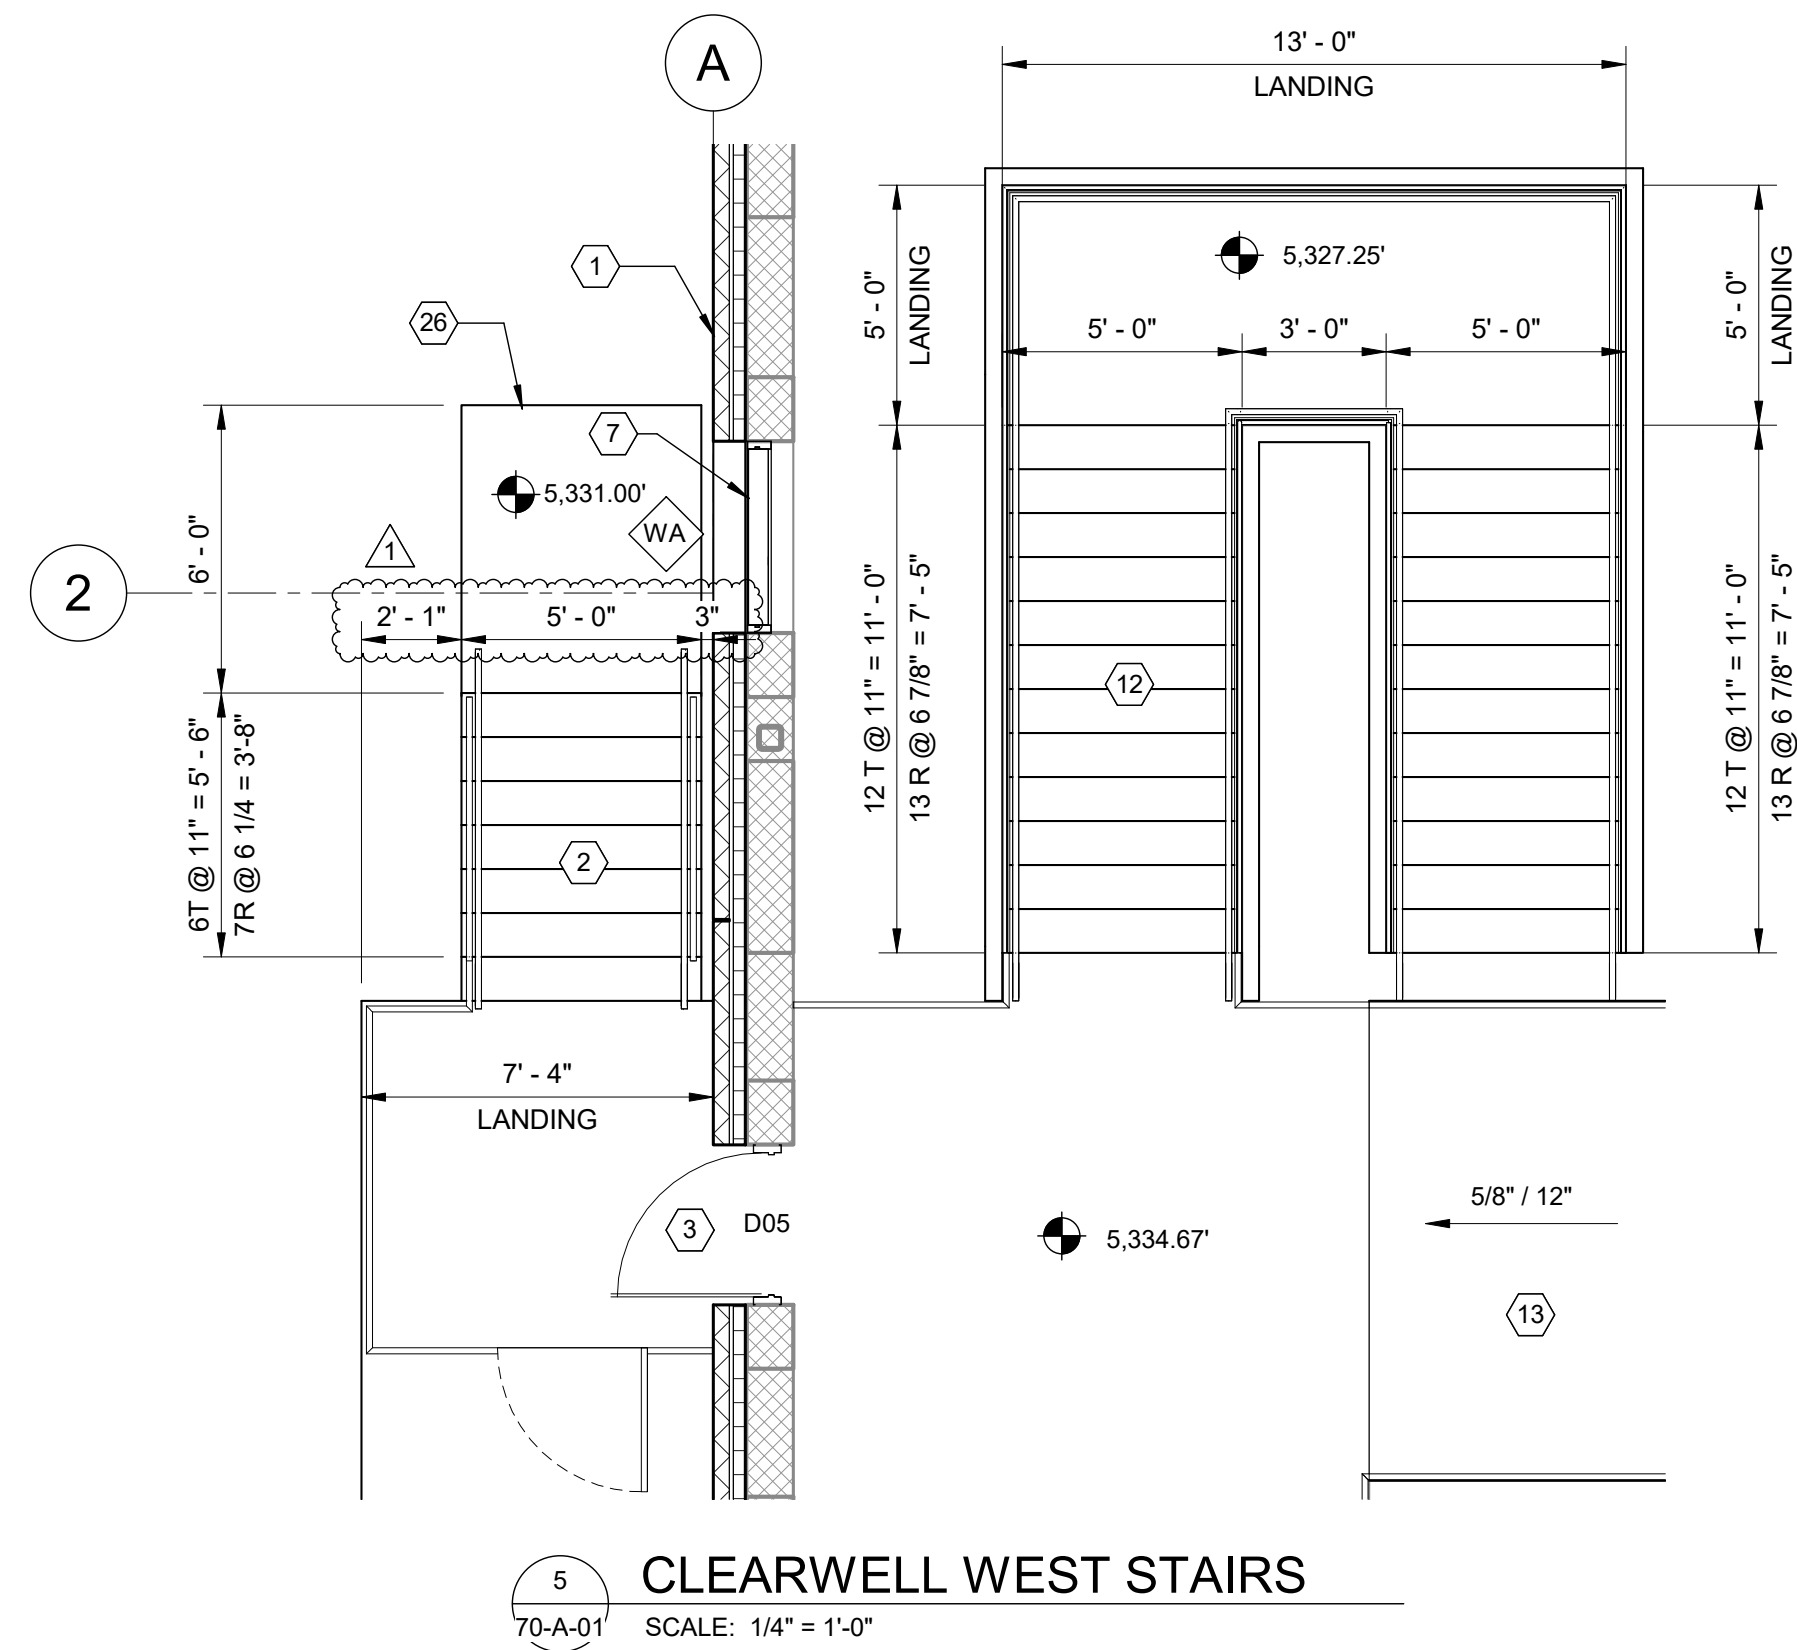 A
13' - 0"
LANDING
1
26
5,327.25'
5' - 0"
LANDING
5' - 0"
3' - 0"
5' - 0"
5' - 0"
LANDING
7
5,331.00'
WA
1
6' - 0"
2
2' - 1"
5' - 0"
3"
12 T @ 11" = 11' - 0"
13 R @ 6 7/8" = 7' - 5"
12
12 T @ 11" = 11' - 0"
13 R @ 6 7/8" = 7' - 5"
6T @ 11" = 5' - 6"
7R @ 6 1/4 = 3'-8"
2
7' - 4"
LANDING
3
D05
5,334.67'
5/8" / 12"
13
5
70-A-01
CLEARWELL WEST STAIRS
SCALE: 1/4" = 1'-0"